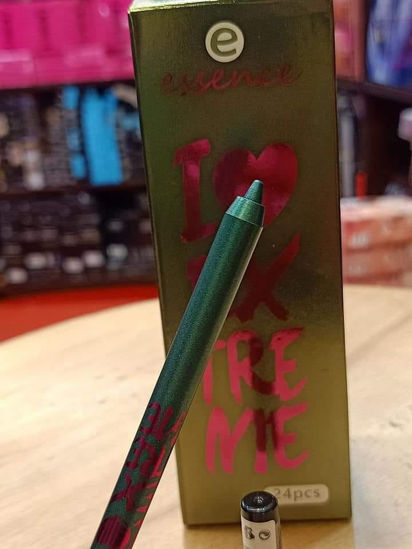 e
essence
I ♥
EX
TRE
ME
24pcs